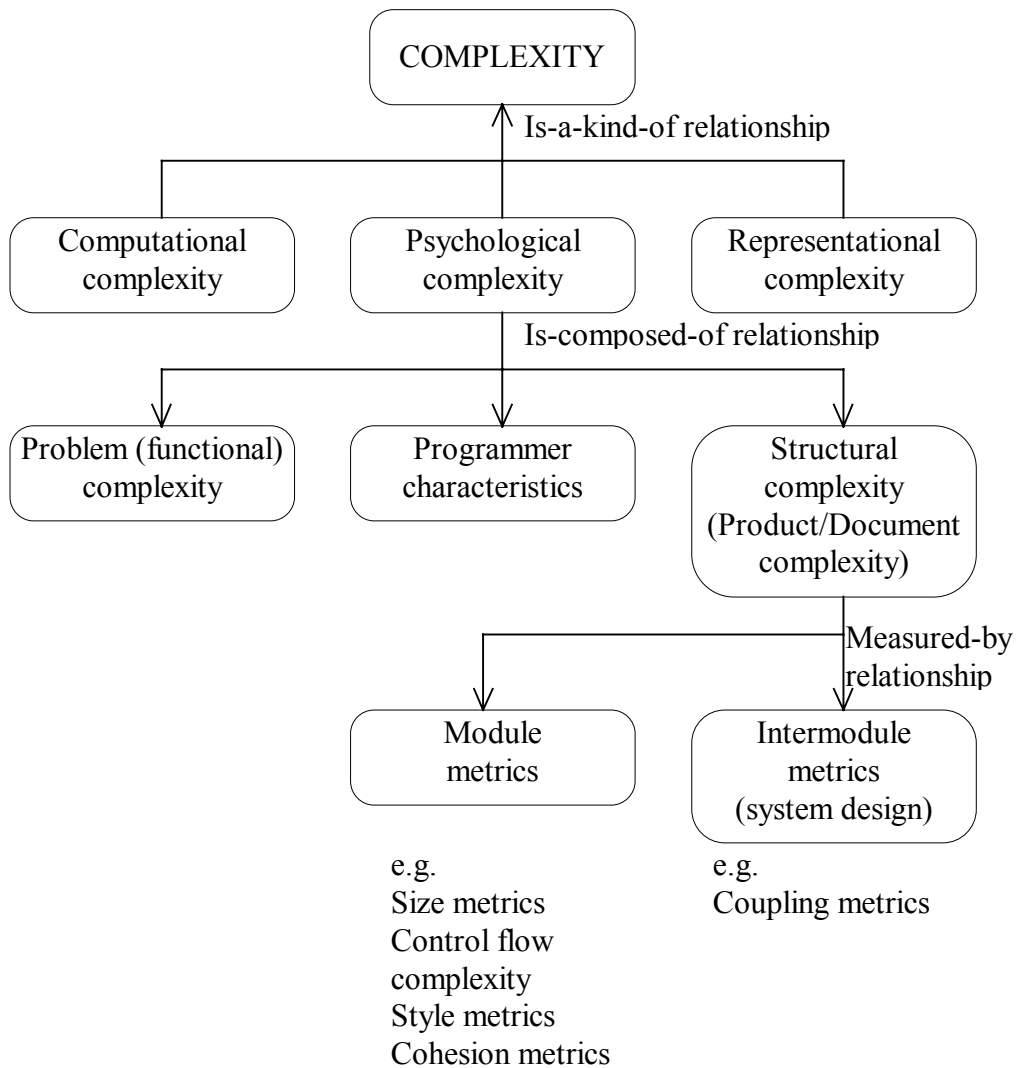 COMPLEXITY
Is-a-kind-of relationship
Computational
complexity
Psychological
complexity
Representational
complexity
Is-composed-of relationship
Problem (functional)
complexity
Programmer
characteristics
Structural
complexity
(Product/Document
complexity)
Measured-by
relationship
Module
metrics
Intermodule
metrics
(system design)
e.g.
Size metrics
Control flow
complexity
Style metrics
Cohesion metrics
e.g.
Coupling metrics